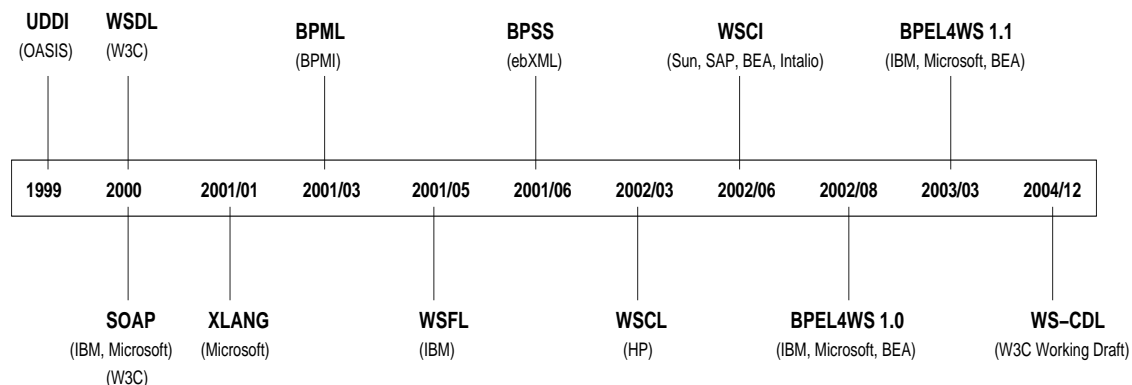 UDDI
(OASIS)
WSDL
(W3C)
BPML
(BPMI)
BPSS
(ebXML)
WSCI
(Sun, SAP, BEA, Intalio)
BPEL4WS 1.1
(IBM, Microsoft, BEA)
1999 2000 2001/01 2001/03 2001/05 2001/06 2002/03 2002/06 2002/08 2003/03 2004/12
SOAP
(IBM, Microsoft)
(W3C)
XLANG
(Microsoft)
WSFL
(IBM)
WSCL
(HP)
BPEL4WS 1.0
(IBM, Microsoft, BEA)
WS–CDL
(W3C Working Draft)